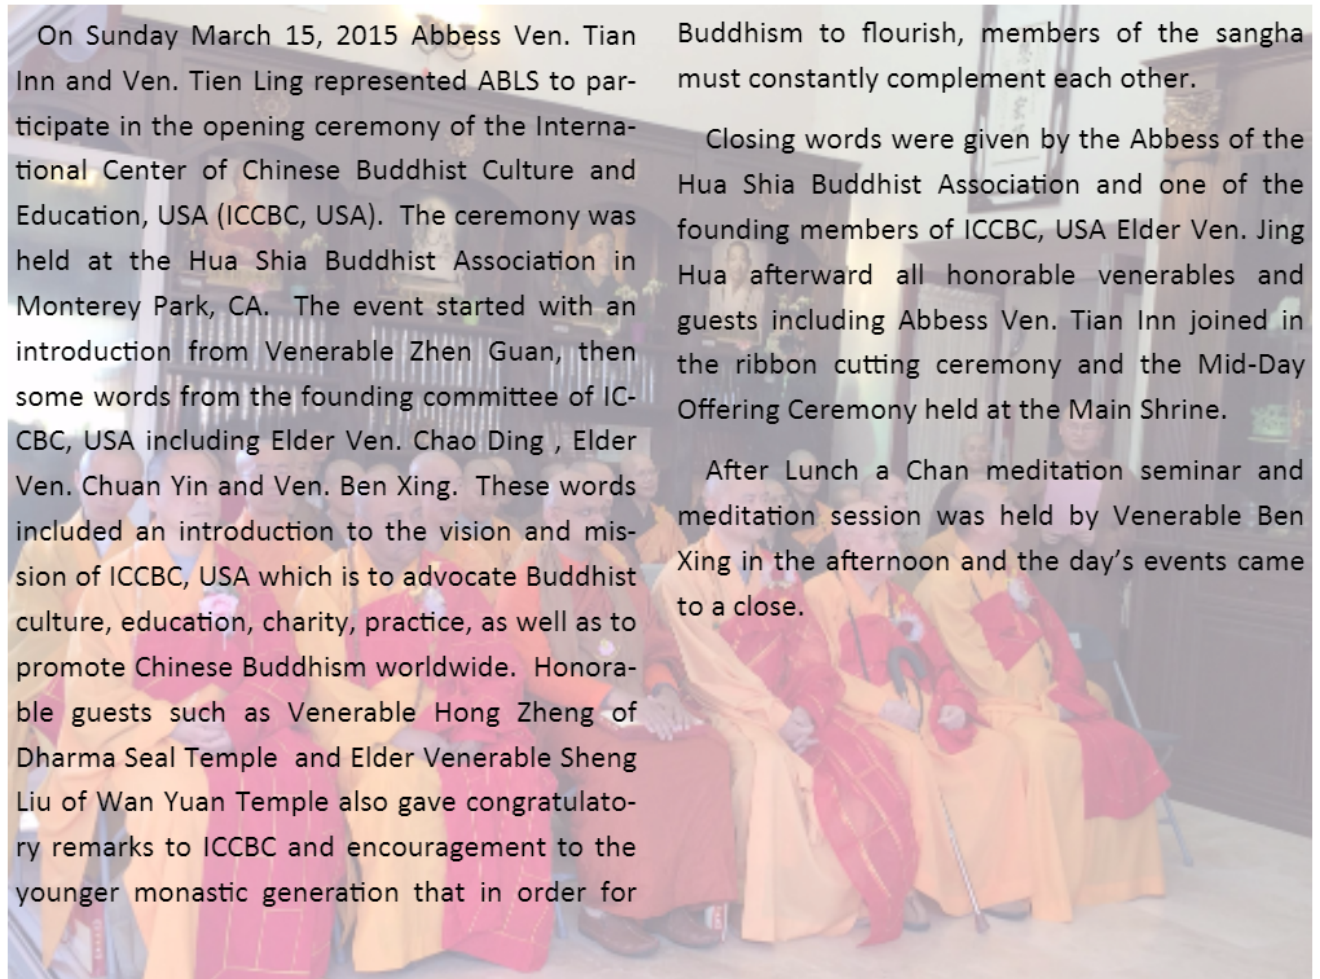 On Sunday March 15, 2015 Abbess Ven. Tian
Inn and Ven. Tien Ling represented ABLS to par-
ticipate in the opening ceremony of the Interna-
tional Center of Chinese Buddhist Culture and
Education, USA (ICCBC, USA).  The ceremony was
held at the Hua Shia Buddhist Association in
Monterey Park, CA.  The event started with an
introduction from Venerable Zhen Guan, then
some words from the founding committee of IC-
CBC, USA including Elder Ven. Chao Ding , Elder
Ven. Chuan Yin and Ven. Ben Xing.  These words
included an introduction to the vision and mis-
sion of ICCBC, USA which is to advocate Buddhist
culture, education, charity, practice, as well as to
promote Chinese Buddhism worldwide.  Honora-
ble guests such as Venerable Hong Zheng of
Dharma Seal Temple  and Elder Venerable Sheng
Liu of Wan Yuan Temple also gave congratulato-
ry remarks to ICCBC and encouragement to the
younger monastic generation that in order for
Buddhism to flourish, members of the sangha
must constantly complement each other.
Closing words were given by the Abbess of the
Hua Shia Buddhist Association and one of the
founding members of ICCBC, USA Elder Ven. Jing
Hua afterward all honorable venerables and
guests including Abbess Ven. Tian Inn joined in
the ribbon cutting ceremony and the Mid-Day
Offering Ceremony held at the Main Shrine.
After Lunch a Chan meditation seminar and
meditation session was held by Venerable Ben
Xing in the afternoon and the day's events came
to a close.